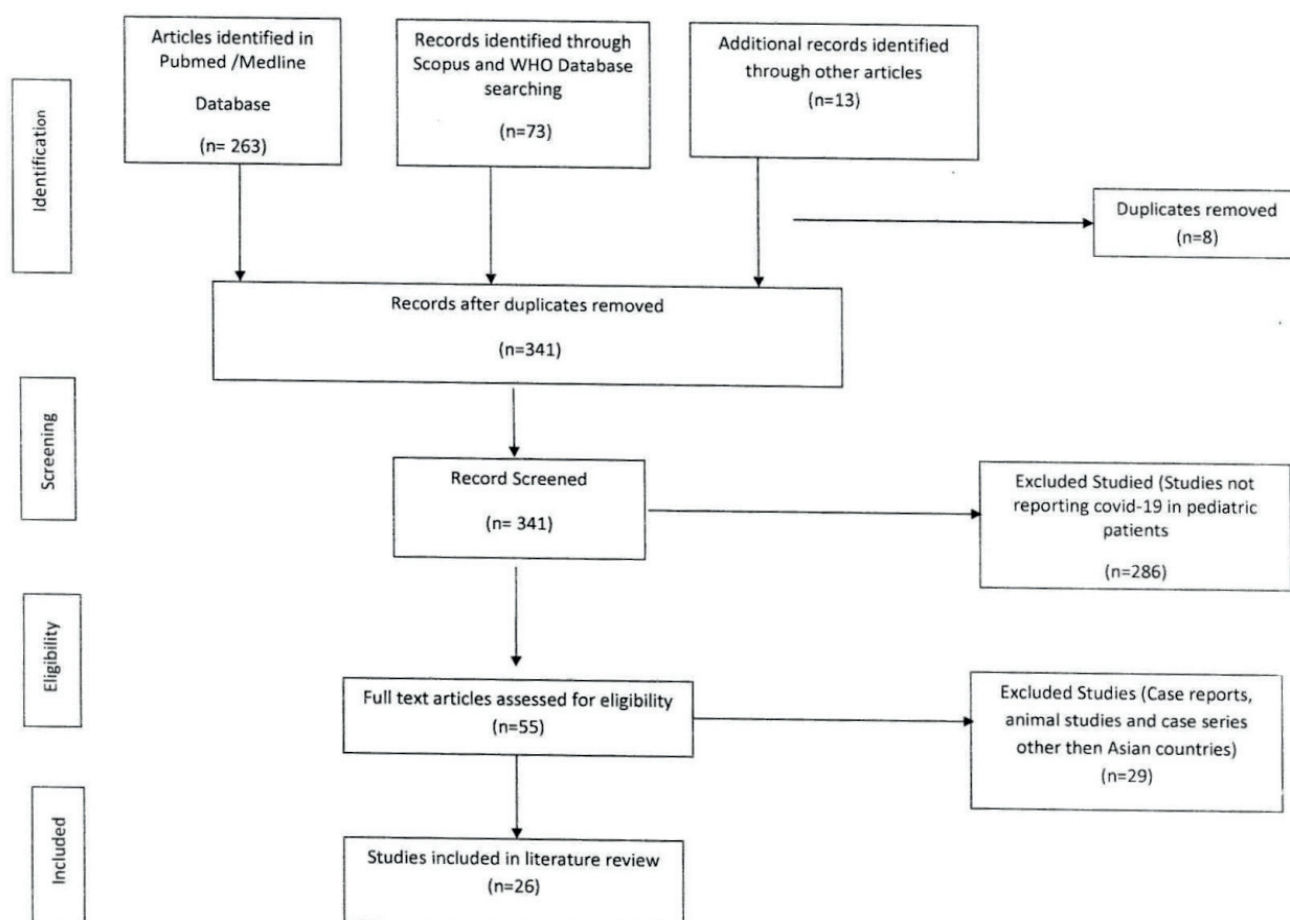 Articles identified in
Pubmed /Medline
Database
(n= 263)
Records identified through
Scopus and WHO Database
searching
(n=73)
Additional records identified
through other articles
(n=13)
Identification
Duplicates removed
(n=8)
Records after duplicates removed
(n=341)
Screening
Record Screened
(n= 341)
Excluded Studied (Studies not
reporting covid-19 in pediatric
patients
(n=286)
Eligibility
Full text articles assessed for eligibility
(n=55)
Excluded Studies (Case reports,
animal studies and case series
other then Asian countries)
(n=29)
Included
Studies included in literature review
(n=26)